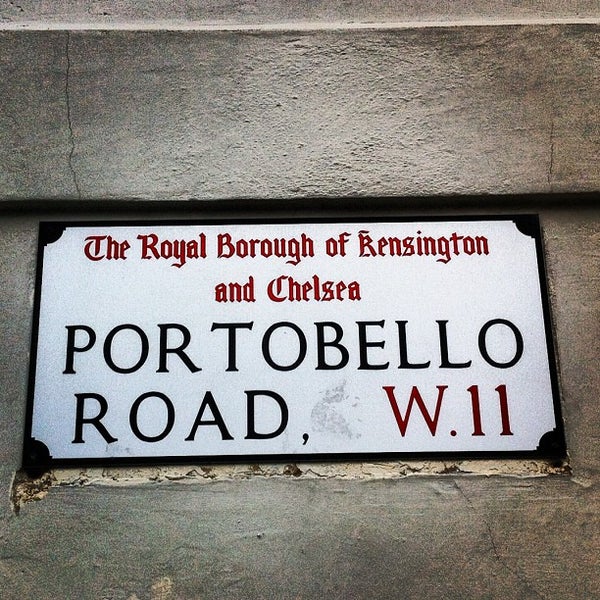 The Royal Borough of Kensington
and Chelsea
PORTOBELLO
ROAD, W.11